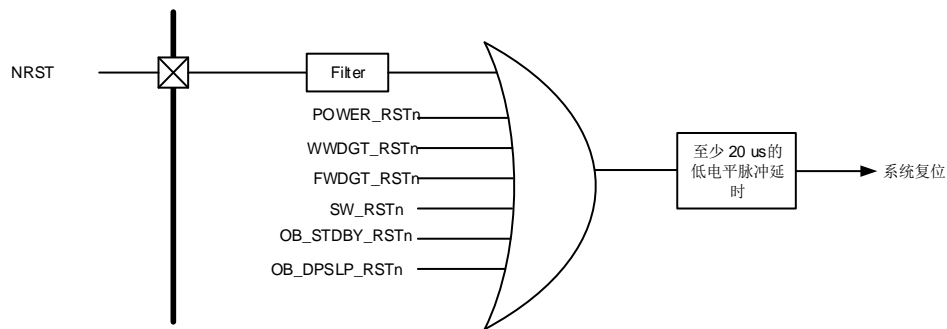 NRST
Filter
POWER_RSTn
WWDGT_RSTn
FWDGT_RSTn
SW_RSTn
OB_STDBY_RSTn
OB_DPSLP_RSTn
至少 20 us的
低电平脉冲延
时
系统复位